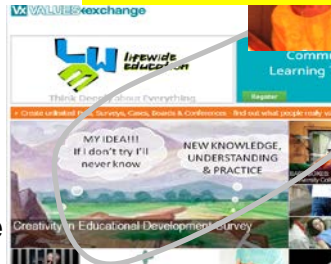 VALUES exchange
lifewide
education
Think Deeply about Everything
Commu
Learning
Register
Create unlimited
Surveys, Cases, Boards & Conferences - find out what people really
MY IDEA!!!
If i don't try I'll
never know
NEW KNOWLEDGE,
UNDERSTANDING
& PRACTICE
Creativity in Educational Development Survey
e